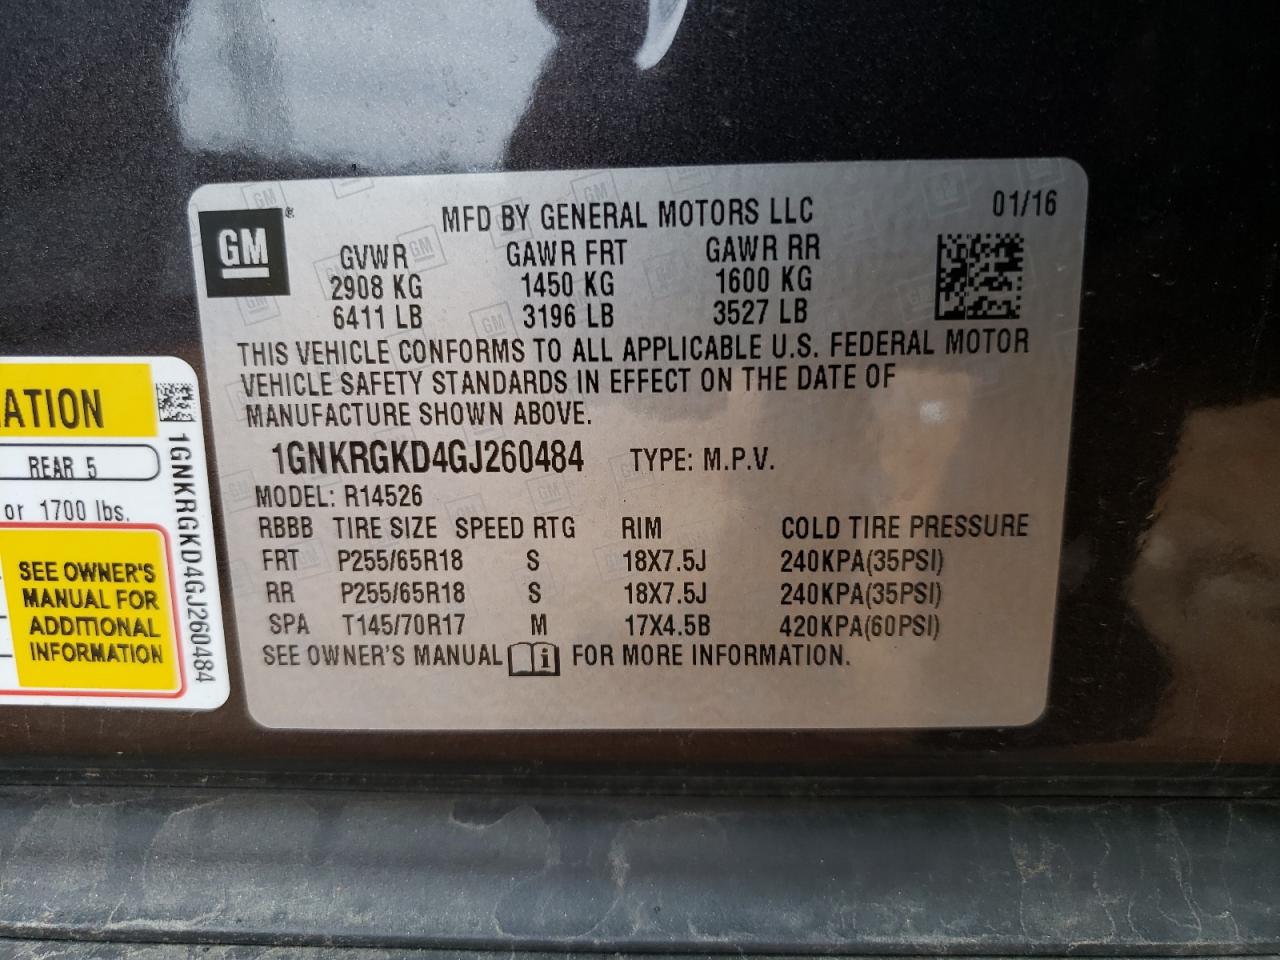 GM
MFD BY GENERAL MOTORS LLC
01/16
GVWR GAWR FRT GAWR RR
2908 KG 1450 KG 1600 KG
6411 LB 3196 LB 3527 LB
THIS VEHICLE CONFORMS TO ALL APPLICABLE U.S. FEDERAL MOTOR
VEHICLE SAFETY STANDARDS IN EFFECT ON THE DATE OF
MANUFACTURE SHOWN ABOVE.
1GNKRGKD4GJ260484 TYPE: M.P.V.
MODEL: R14526
RBBB TIRE SIZE SPEED RTG RIM COLD TIRE PRESSURE
FRT P255/65R18 S 18X7.5J 240KPA(35PSI)
RR P255/65R18 S 18X7.5J 240KPA(35PSI)
SPA T145/70R17 M 17X4.5B 420KPA(60PSI)
SEE OWNER'S MANUAL i FOR MORE INFORMATION.
ATION
REAR 5
or 1700 lbs.
SEE OWNER'S
MANUAL FOR
ADDITIONAL
INFORMATION
1GNKRGKD4GJ260484